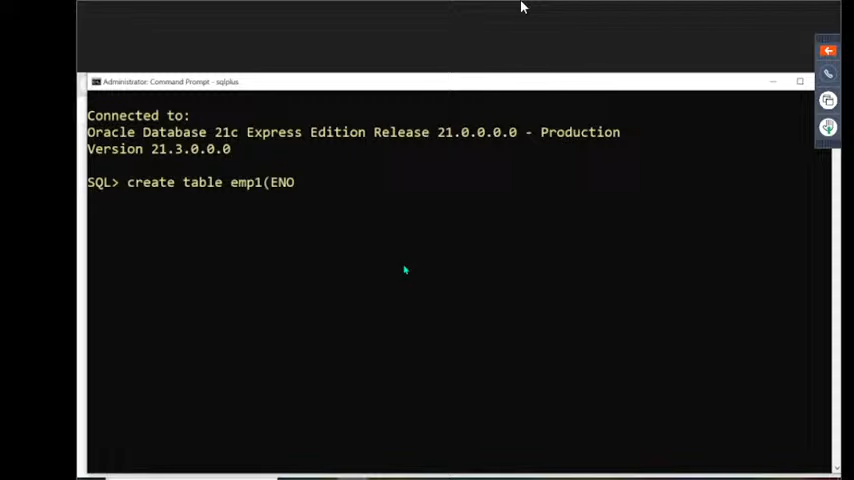 Administrator: Command Prompt - sqlplus
Connected to:
Oracle Database 21c Express Edition Release 21.0.0.0.0 - Production
Version 21.3.0.0.0
SQL> create table emp1(ENO